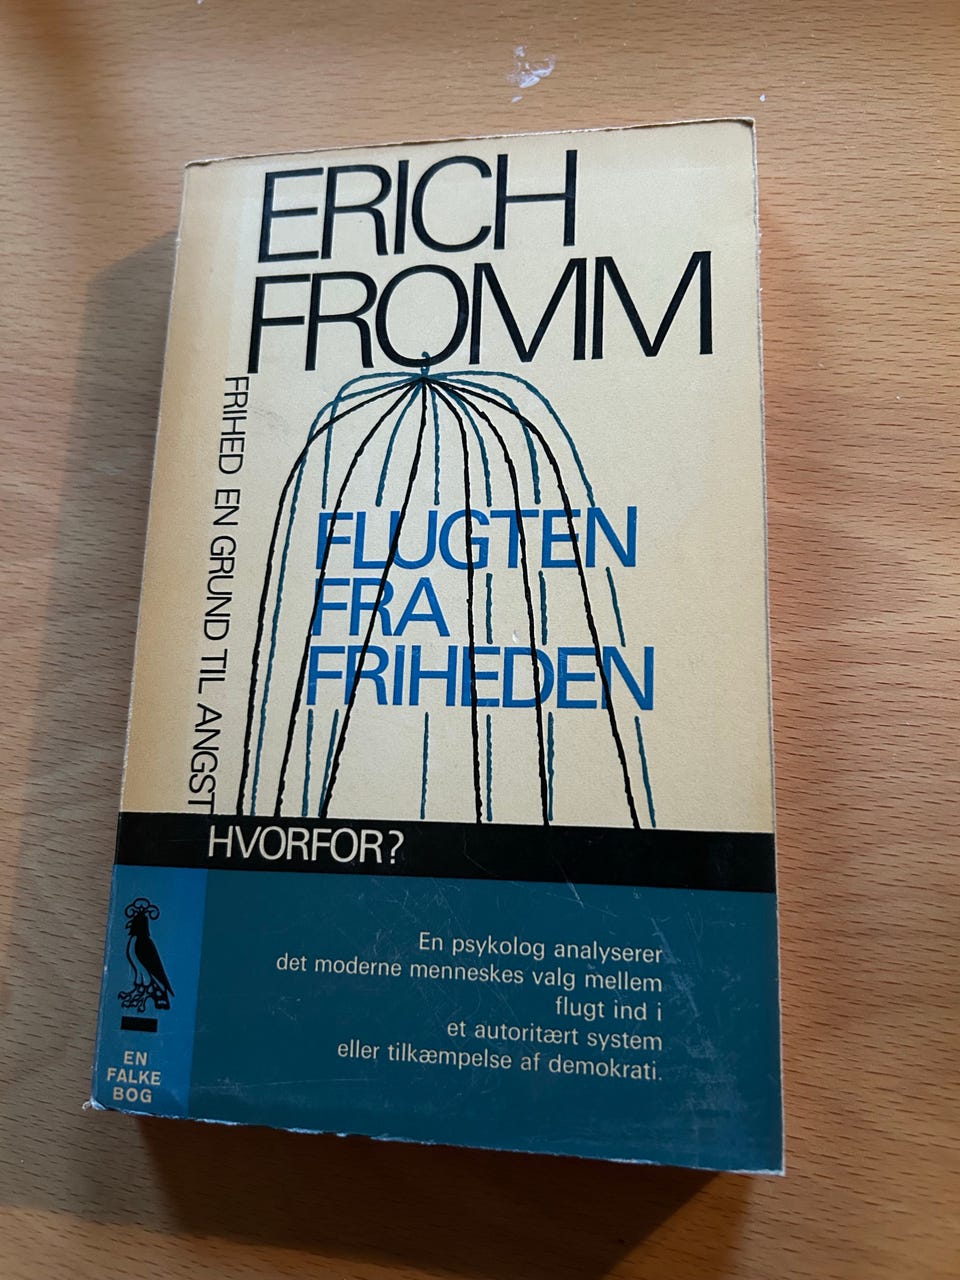 ERICH
FROMM
FRIHED EN GRUND TIL ANGST
FLUGTEN
FRA
FRIHEDEN
HVORFOR?
En psykolog analyserer
det moderne menneskes valg mellem
flugt ind i
et autoritært system
eller tilkæmpelse af demokrati.
EN
FALKE
BOG